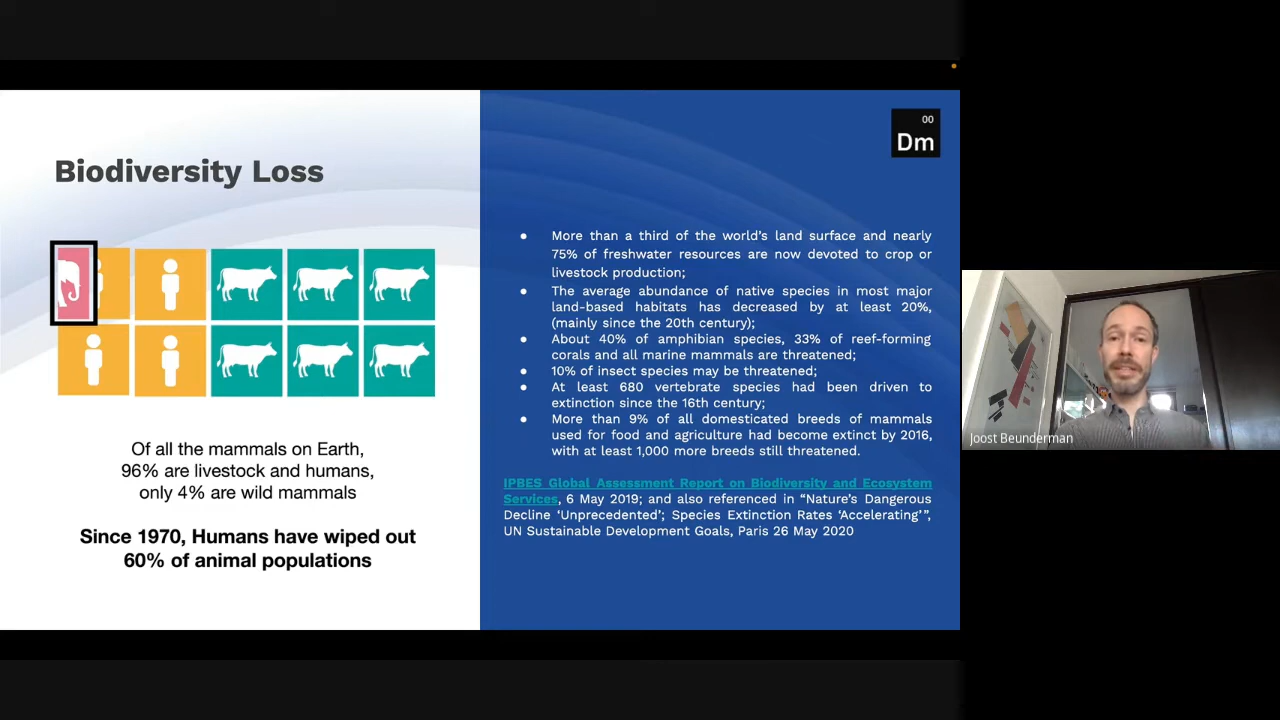 00
Dm
Biodiversity Loss
Of all the mammals on Earth,
96% are livestock and humans,
only 4% are wild mammals
Since 1970, Humans have wiped out
60% of animal populations
● More than a third of the world's land surface and nearly
75% of freshwater resources are now devoted to crop or
livestock production;
● The average abundance of native species in most major
land-based habitats has decreased by at least 20%,
(mainly since the 20th century);
● About 40% of amphibian species, 33% of reef-forming
corals and all marine mammals are threatened;
● 10% of insect species may be threatened;
● At least 680 vertebrate species had been driven to
extinction since the 16th century;
● More than 9% of all domesticated breeds of mammals
used for food and agriculture had become extinct by 2016,
with at least 1,000 more breeds still threatened.
IPBES Global Assessment Report on Biodiversity and Ecosystem
Services, 6 May 2019; and also referenced in “Nature's Dangerous
Decline ‘Unprecedented’; Species Extinction Rates ‘Accelerating’”,
UN Sustainable Development Goals, Paris 26 May 2020
Joost Beunderman